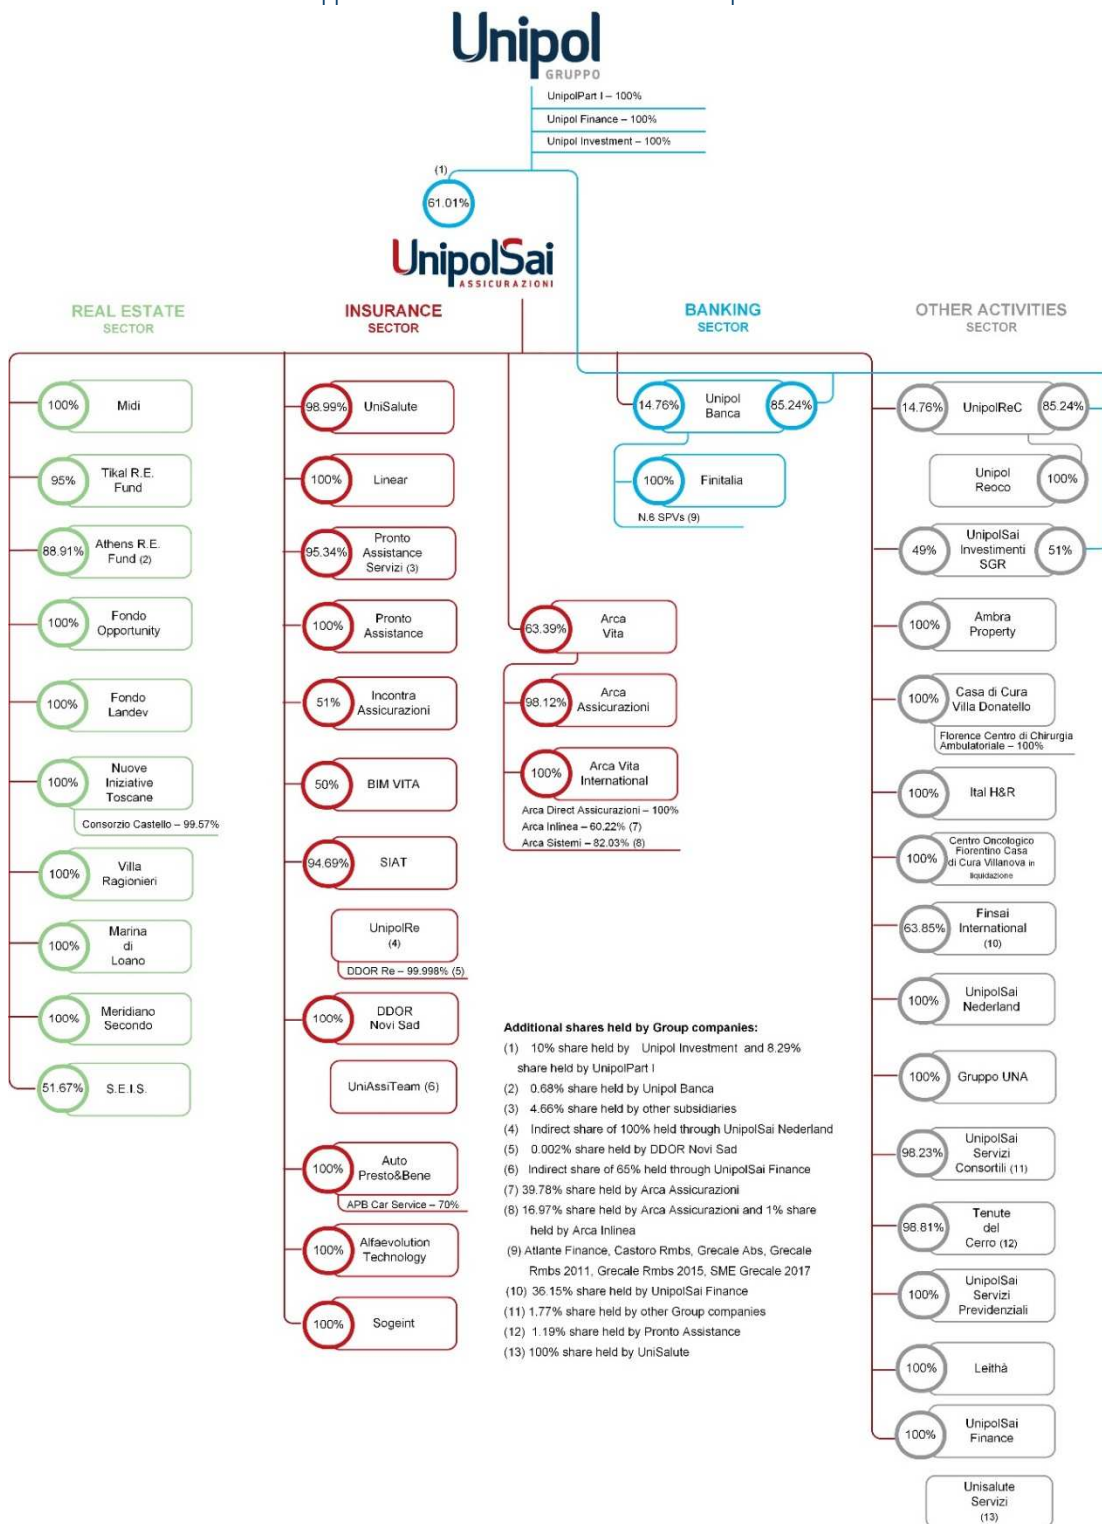 Unipol
GRUPPO
UnipolPart I – 100%
Unipol Finance – 100%
Unipol Investment – 100%
(1)
61.01%
UnipolSai
ASSICURAZIONI
REAL ESTATE
SECTOR
100%
Midi
95%
Tikal R.E.
Fund
88.91%
Athens R.E.
Fund (2)
100%
Fondo
Opportunity
100%
Fondo
Landev
100%
Nuove
Iniziative
Toscane
Consorzio Castello – 99.57%
100%
Villa
Ragionieri
100%
Marina
di
Loano
100%
Meridiano
Secondo
51.67%
S.E.I.S.
INSURANCE
SECTOR
98.99%
UniSalute
100%
Linear
95.34%
Pronto
Assistance
Servizi (3)
100%
Pronto
Assistance
51%
Incontra
Assicurazioni
50%
BIM VITA
94.69%
SIAT
UnipolRe
(4)
DDOR Re – 99.998% (5)
100%
DDOR
Novi Sad
UniAssiTeam (6)
100%
Auto
Presto&Bene
APB Car Service – 70%
100%
Alfaevolution
Technology
100%
Sogeint
63.39%
Arca
Vita
98.12%
Arca
Assicurazioni
100%
Arca Vita
International
Arca Direct Assicurazioni – 100%
Arca Inlinea – 60.22% (7)
Arca Sistemi – 82.03% (8)
BANKING
SECTOR
14.76%
Unipol
Banca
85.24%
100%
Finitalia
N.6 SPVs (9)
OTHER ACTIVITIES
SECTOR
14.76%
UnipolReC
85.24%
Unipol
Reoco
100%
49%
UnipolSai
Investimenti
SGR
51%
100%
Ambra
Property
100%
Casa di Cura
Villa Donatello
Florence Centro di Chirurgia
Ambulatoriale – 100%
100%
Ital H&R
100%
Centro Oncologico
Fiorentino Casa
di Cura Villanova in
liquidazione
63.85%
Finsai
International
(10)
100%
UnipolSai
Nederland
100%
Gruppo UNA
98.23%
UnipolSai
Servizi
Consortili (11)
98.81%
Tenute
del
Cerro (12)
100%
UnipolSai
Servizi
Previdenziali
100%
Leithà
100%
UnipolSai
Finance
Unisalute
Servizi
(13)
Additional shares held by Group companies:
(1) 10% share held by Unipol Investment and 8.29%
share held by UnipolPart I
(2) 0.68% share held by Unipol Banca
(3) 4.66% share held by other subsidiaries
(4) Indirect share of 100% held through UnipolSai Nederland
(5) 0.002% share held by DDOR Novi Sad
(6) Indirect share of 65% held through UnipolSai Finance
(7) 39.78% share held by Arca Assicurazioni
(8) 16.97% share held by Arca Assicurazioni and 1% share
held by Arca Inlinea
(9) Atlante Finance, Castoro Rmbs, Grecale Abs, Grecale
Rmbs 2011, Grecale Rmbs 2015, SME Grecale 2017
(10) 36.15% share held by UnipolSai Finance
(11) 1.77% share held by other Group companies
(12) 1.19% share held by Pronto Assistance
(13) 100% share held by UniSalute